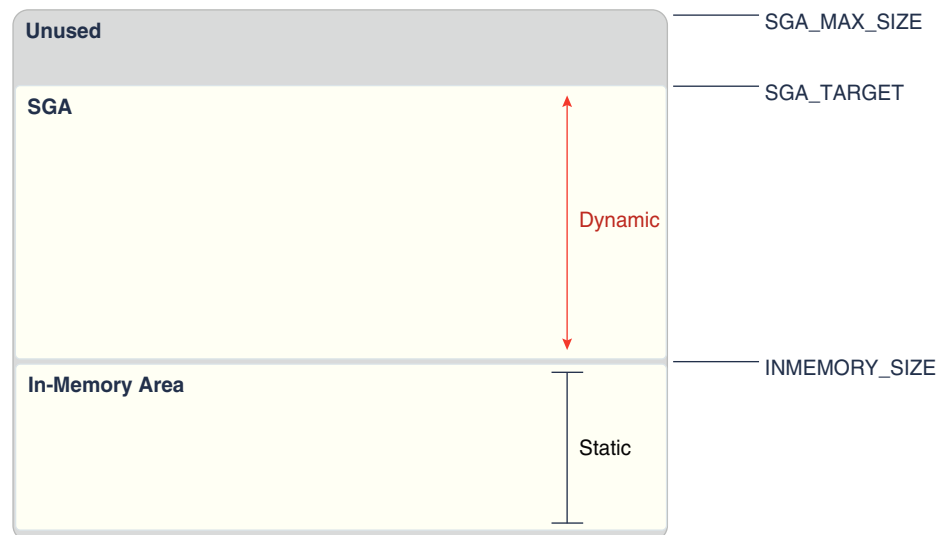 Unused
SGA_MAX_SIZE
SGA_TARGET
SGA
Dynamic
INMEMORY_SIZE
In-Memory Area
Static